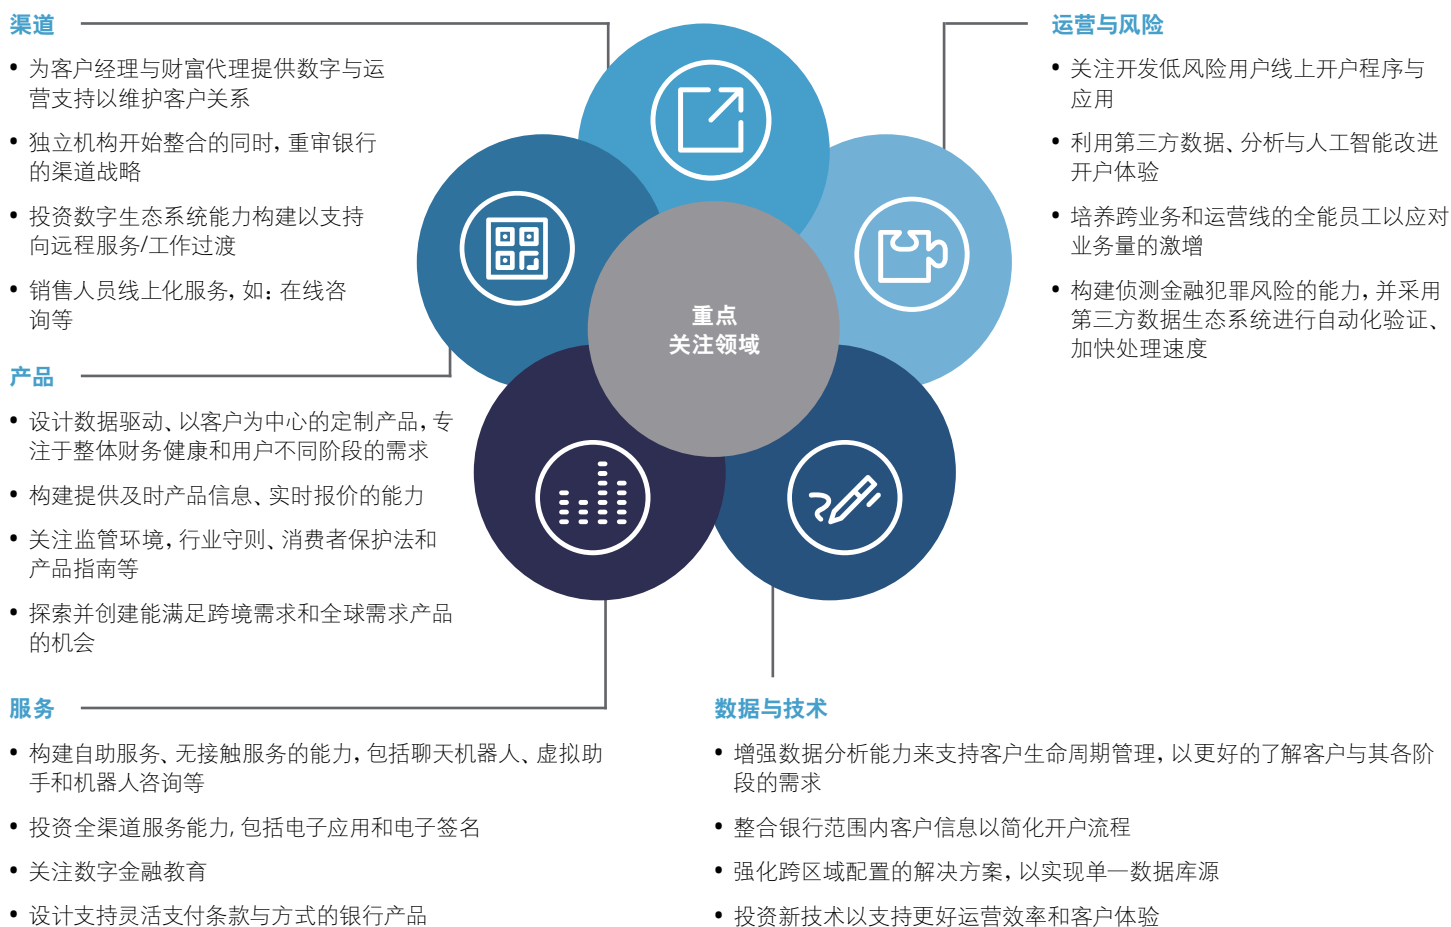 渠道
• 为客户经理与财富代理提供数字与运
营支持以维护客户关系
• 独立机构开始整合的同时，重审银行
的渠道战略
• 投资数字生态系统能力构建以支持
向远程服务/工作过渡
• 销售人员线上化服务，如：在线咨
询等
产品
• 设计数据驱动、以客户为中心的定制产品，专
注于整体财务健康和用户不同阶段的需求
• 构建提供及时产品信息、实时报价的能力
• 关注监管环境，行业守则、消费者保护法和
产品指南等
• 探索并创建能满足跨境需求和全球需求产品
的机会
服务
• 构建自助服务、无接触服务的能力，包括聊天机器人、虚拟助
手和机器人咨询等
• 投资全渠道服务能力, 包括电子应用和电子签名
• 关注数字金融教育
• 设计支持灵活支付条款与方式的银行产品
重点
关注领域
运营与风险
• 关注开发低风险用户线上开户程序与
应用
• 利用第三方数据、分析与人工智能改进
开户体验
• 培养跨业务和运营线的全能员工以应对
业务量的激增
• 构建侦测金融犯罪风险的能力，并采用
第三方数据生态系统进行自动化验证、
加快处理速度
数据与技术
• 增强数据分析能力来支持客户生命周期管理，以更好的了解客户与其各阶
段的需求
• 整合银行范围内客户信息以简化开户流程
• 强化跨区域配置的解决方案，以实现单一数据库源
• 投资新技术以支持更好运营效率和客户体验